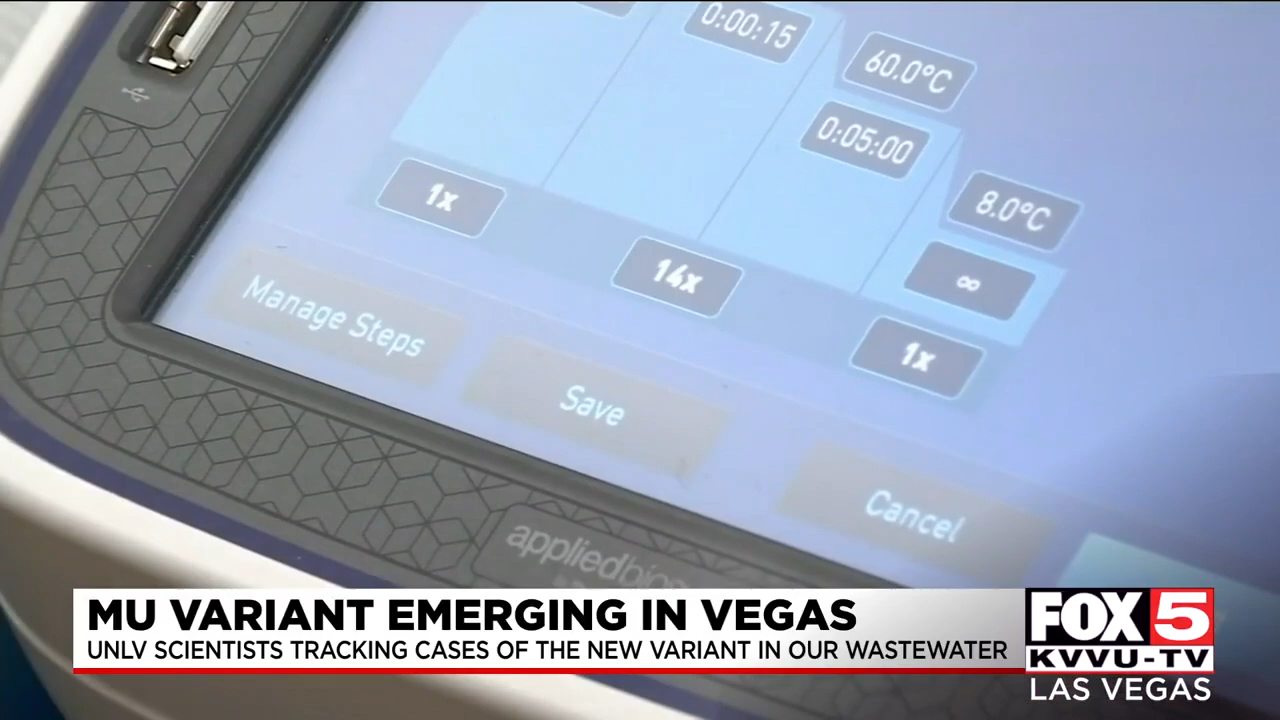 0:00:15
60.0°C
0:05:00
8.0°C
∞
1x
14x
1x
Manage Steps
Save
Cancel
MU VARIANT EMERGING IN VEGAS
UNLV SCIENTISTS TRACKING CASES OF THE NEW VARIANT IN OUR WASTEWATER
FOX 5
KVVU-TV
LAS VEGAS